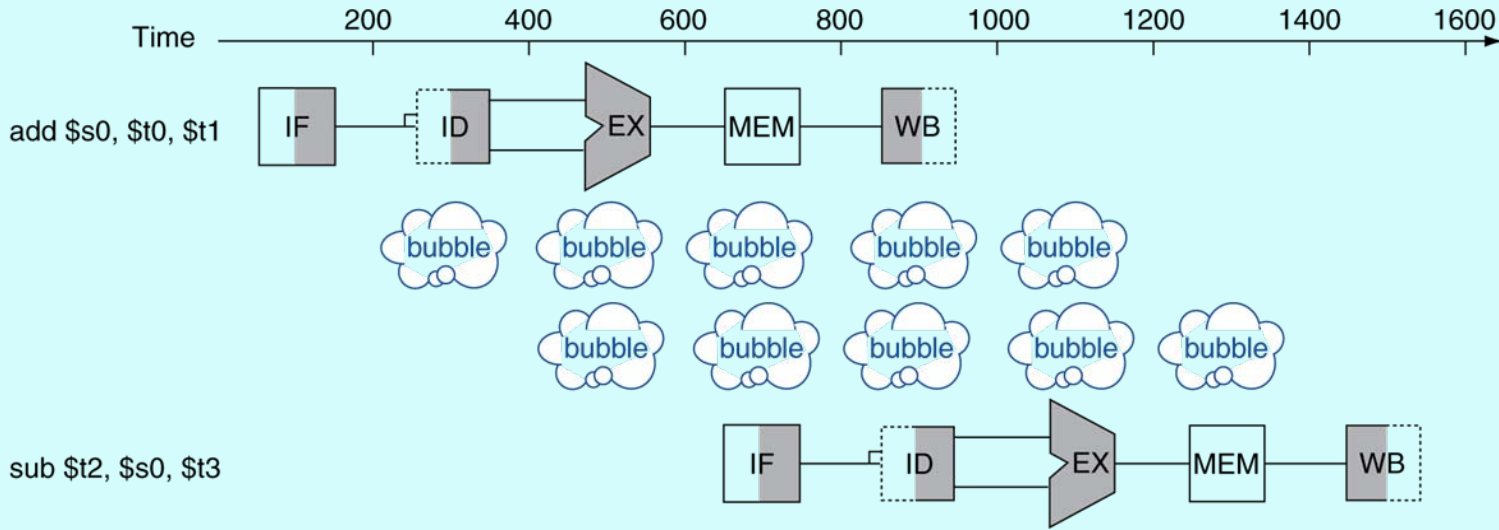 200 400 600 800 1000 1200 1400 1600
Time
add $s0, $t0, $t1 IF ID EX MEM WB
bubble bubble bubble bubble bubble
bubble bubble bubble bubble bubble
sub $t2, $s0, $t3 IF ID EX MEM WB